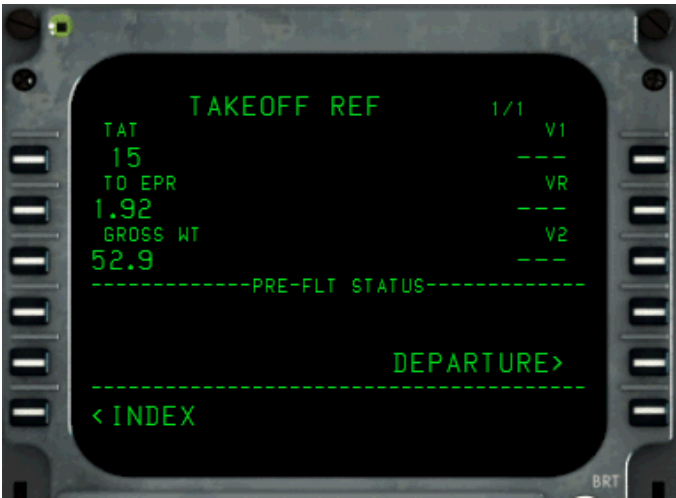 TAKEOFF REF 1/1
TAT V1
15 ---
TO EPR VR
1.92 ---
GROSS WT V2
52.9 ---
-------------PRE-FLT STATUS-------------
DEPARTURE>
----------------------------------------
<INDEX
BRT